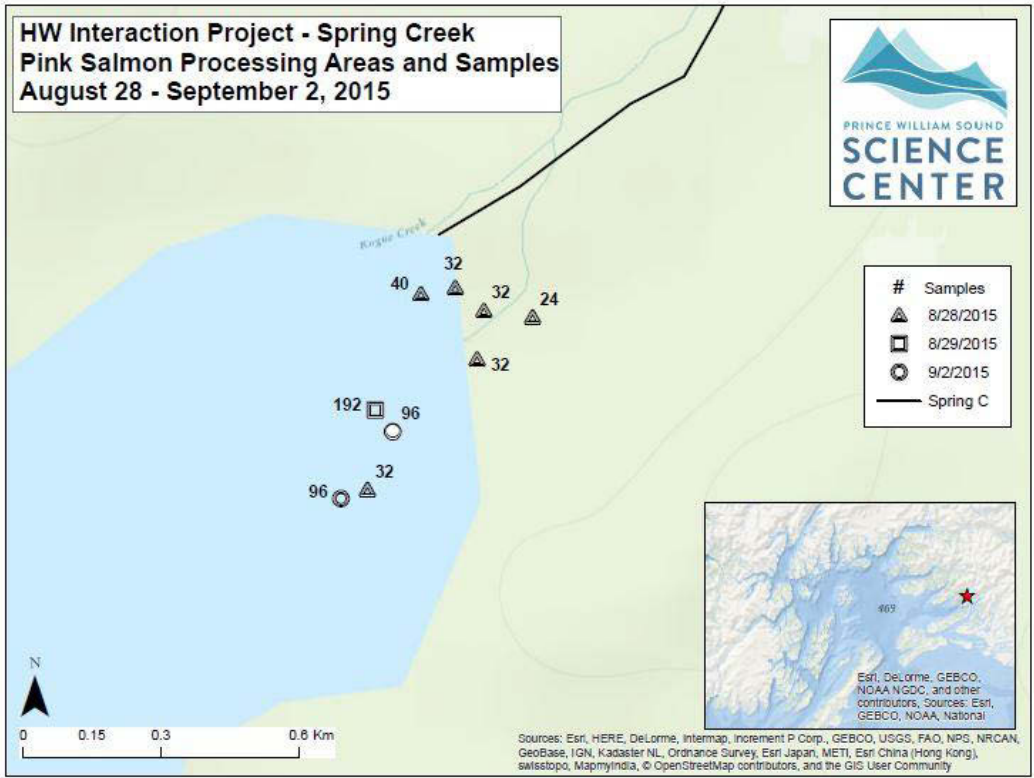 HW Interaction Project - Spring Creek
Pink Salmon Processing Areas and Samples
August 28 - September 2, 2015
PRINCE WILLIAM SOUND
SCIENCE
CENTER
Rogue Creek
32
40
32
24
32
192
96
32
96
# Samples
8/28/2015
8/29/2015
9/2/2015
Spring C
469
Esri, DeLorme, GEBCO,
NOAA NGDC, and other
contributors, Sources: Esri,
GEBCO, NOAA, National
N
0 0.15 0.3 0.6 Km
Sources: Esri, HERE, DeLorme, Intermap, increment P Corp., GEBCO, USGS, FAO, NPS, NRCAN,
GeoBase, IGN, Kadaster NL, Ordnance Survey, Esri Japan, METI, Esri China (Hong Kong),
swisstopo, MapmyIndia, © OpenStreetMap contributors, and the GIS User Community